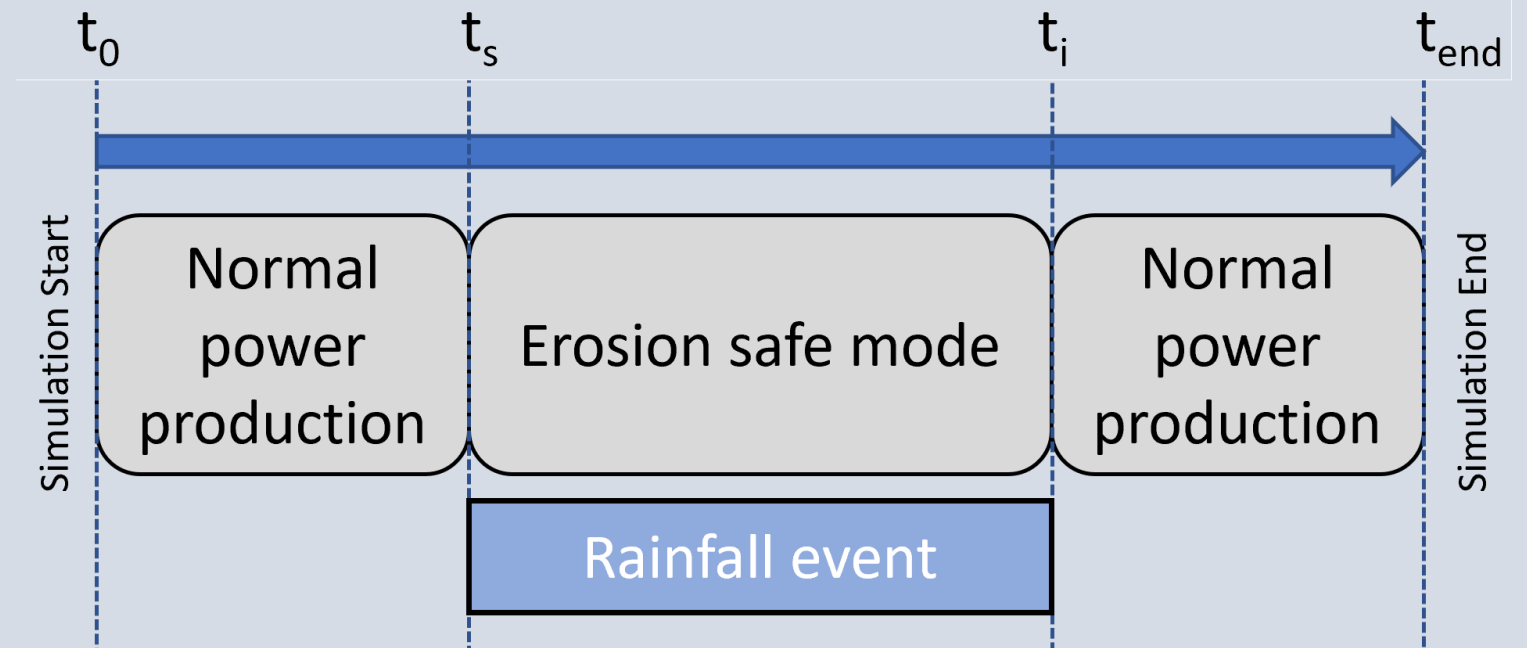 t0
ts
ti
tend
Simulation Start
Normal
power
production
Erosion safe mode
Normal
power
production
Simulation End
Rainfall event